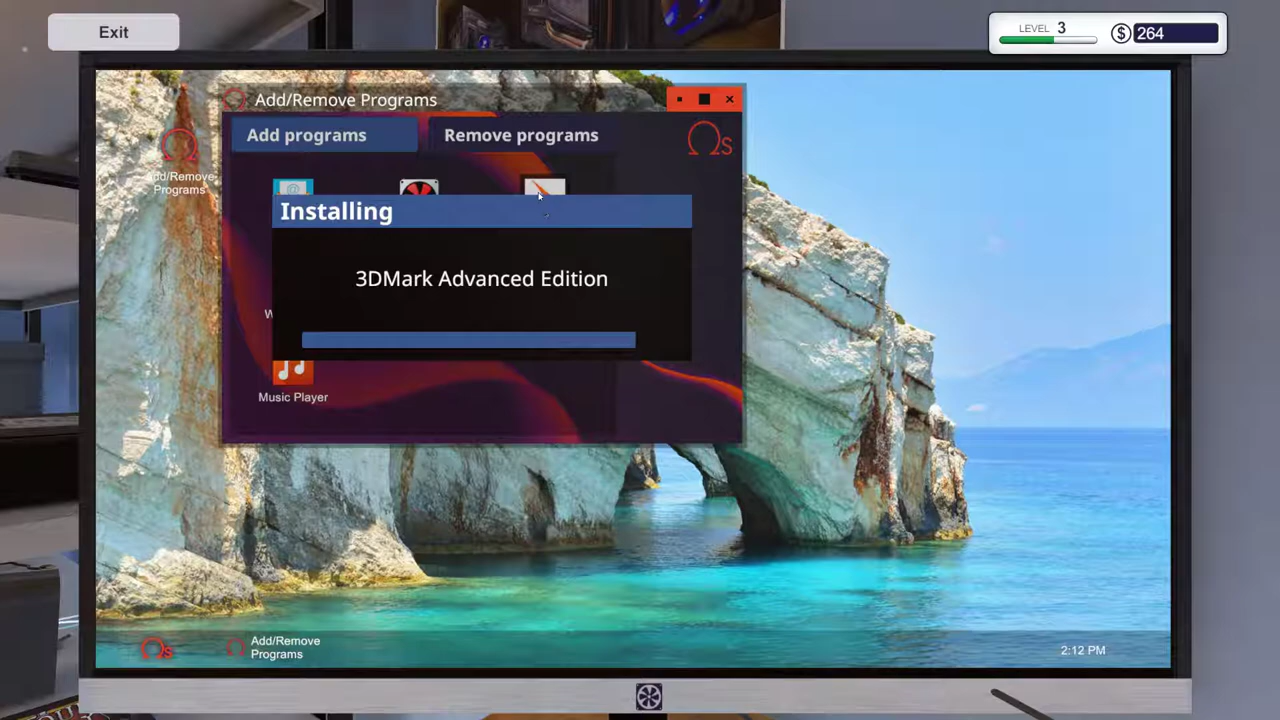 Exit
LEVEL 3
$ 264
Add/Remove Programs
Add programs
Remove programs
Add/Remove
Programs
Installing
3DMark Advanced Edition
W
Music Player
Add/Remove
Programs
2:12 PM